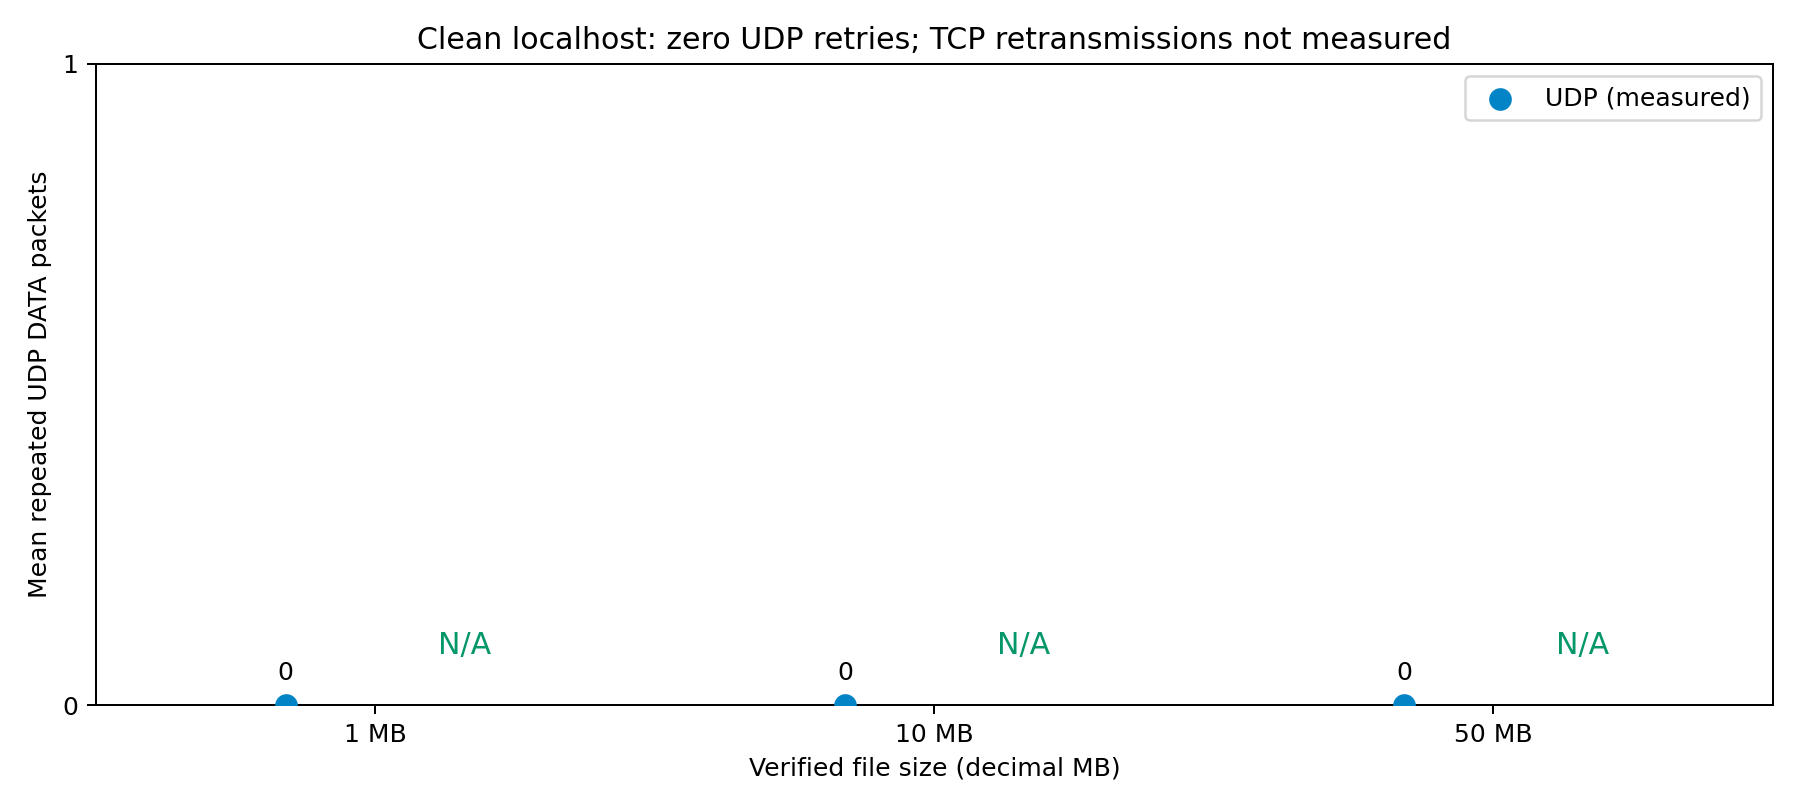 Clean localhost: zero UDP retries; TCP retransmissions not measured
1
UDP (measured)
Mean repeated UDP DATA packets
N/A
N/A
N/A
0
0
0
0
1 MB
10 MB
50 MB
Verified file size (decimal MB)